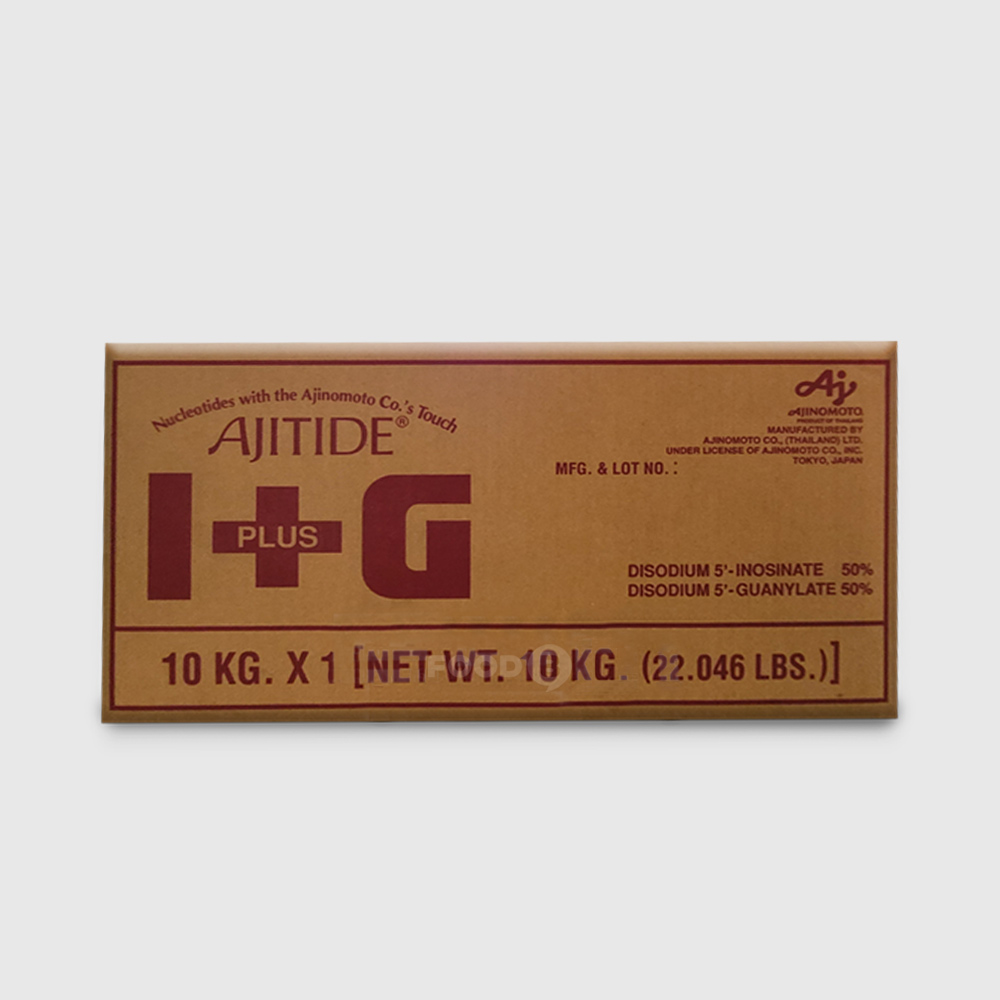 Nucleotides with the Ajinomoto Co.'s Touch
AJITIDE®
I+G
PLUS
Aj
AJINOMOTO.
PRODUCT OF THAILAND
MANUFACTURED BY
AJINOMOTO CO., (THAILAND) LTD.
UNDER LICENSE OF AJINOMOTO CO., INC.
TOKYO, JAPAN
MFG. & LOT NO. :
DISODIUM 5'-INOSINATE 50%
DISODIUM 5'-GUANYLATE 50%
10 KG. X 1 [NET WT. 10 KG. (22.046 LBS.)]